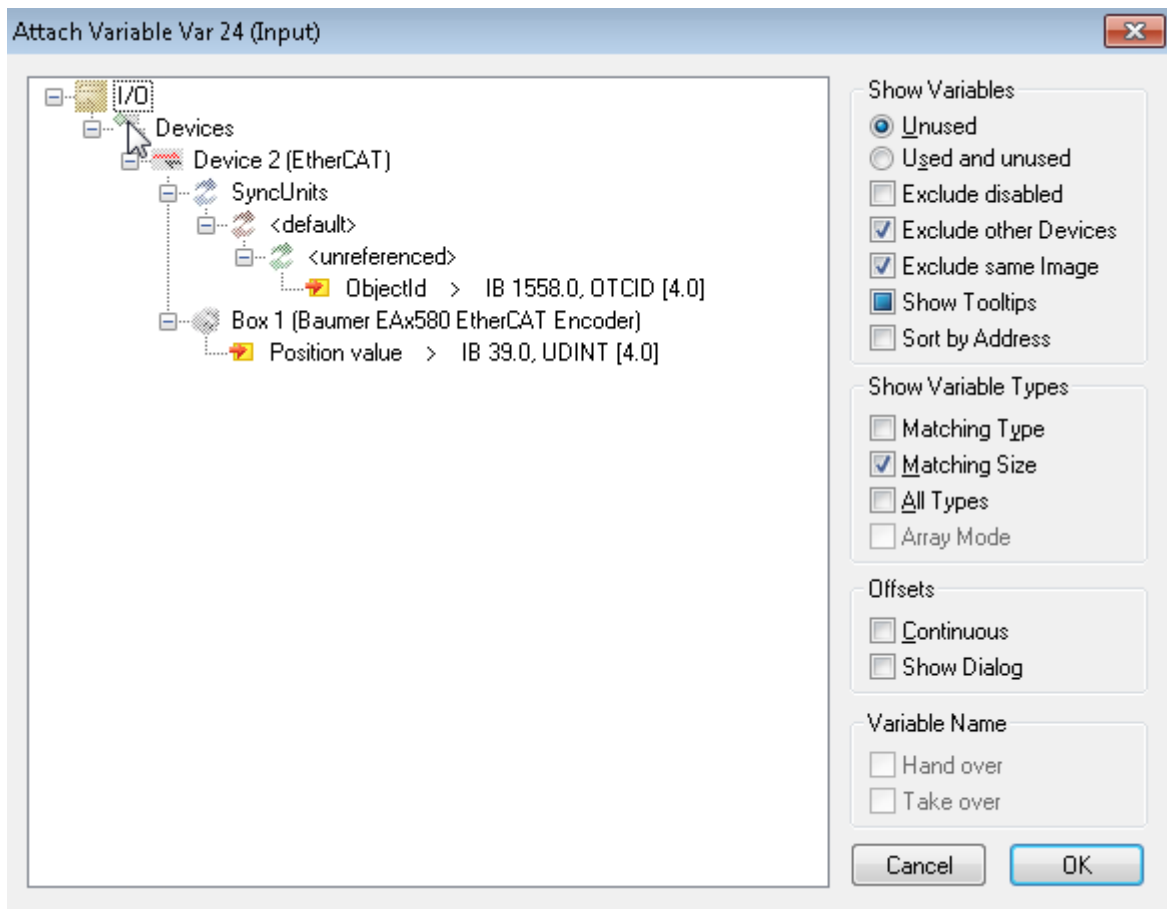 Attach Variable Var 24 (Input)
I/O
Devices
Device 2 (EtherCAT)
SyncUnits
<default>
<unreferenced>
ObjectId > IB 1558.0, OTCID [4.0]
Box 1 (Baumer EAx580 EtherCAT Encoder)
Position value > IB 39.0, UDINT [4.0]
Show Variables
Unused
Used and unused
Exclude disabled
Exclude other Devices
Exclude same Image
Show Tooltips
Sort by Address
Show Variable Types
Matching Type
Matching Size
All Types
Array Mode
Offsets
Continuous
Show Dialog
Variable Name
Hand over
Take over
Cancel
OK